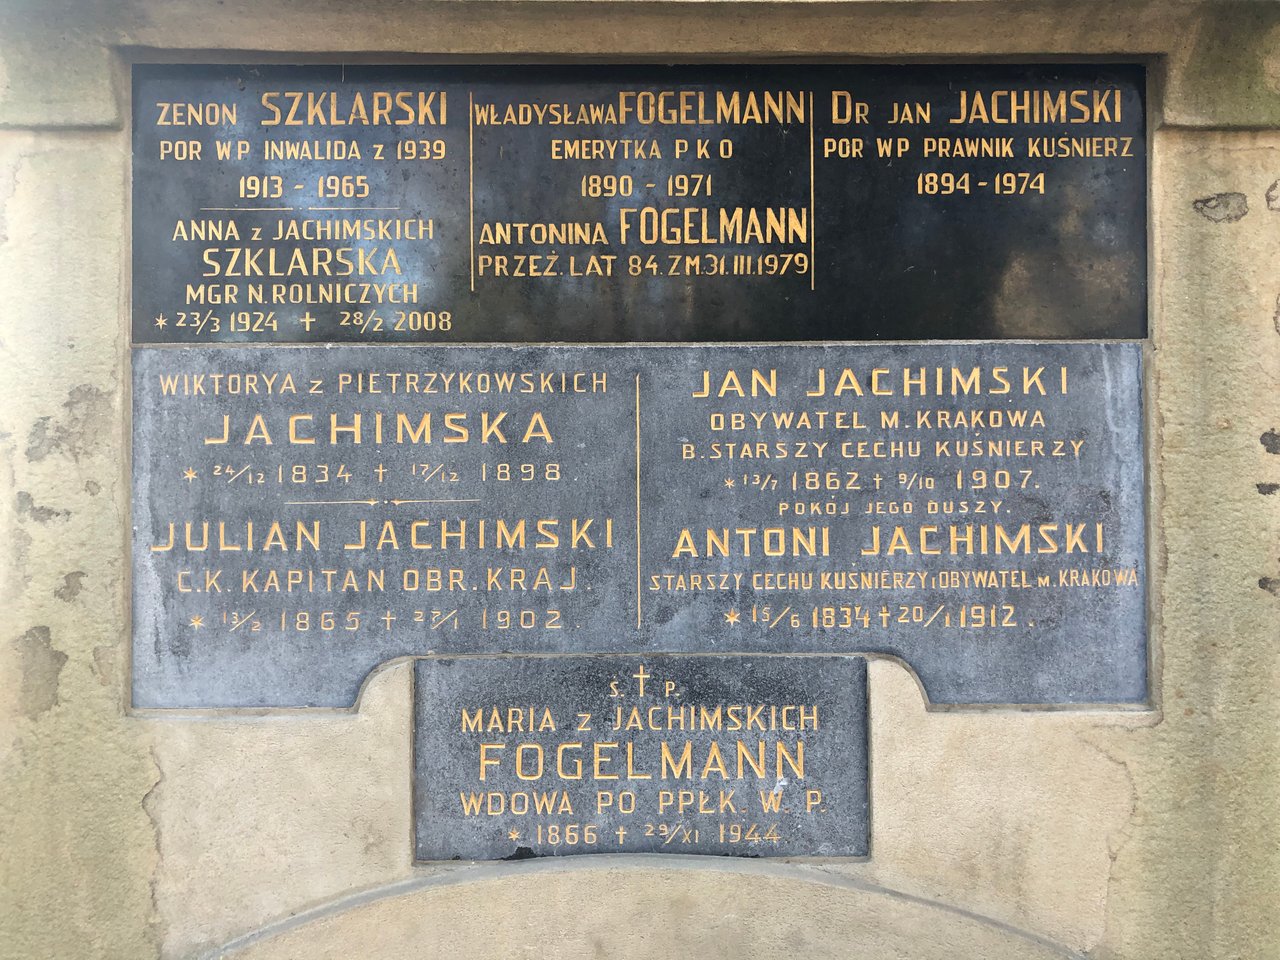 ZENON SZKLARSKI
POR WP INWALIDA z 1939
1913 - 1965
ANNA z JACHIMSKICH
SZKLARSKA
MGR N.ROLNICZYCH
* 23/3 1924 + 28/2 2008
WŁADYSŁAWA FOGELMANN
EMERYTKA P K O
1890 - 1971
ANTONINA FOGELMANN
PRZEŻ. LAT 84. ZM.31.III.1979
DR JAN JACHIMSKI
POR WP PRAWNIK KUŚNIERZ
1894 - 1974
WIKTORYA z PIETRZYKOWSKICH
JACHIMSKA
* 24/12 1834 + 17/12 1898
JULIAN JACHIMSKI
C.K.KAPITAN OBR. KRAJ.
* 13/2 1865 + 27/1 1902.
JAN JACHIMSKI
OBYWATEL M. KRAKOWA
B.STARSZY CECHU KUŚNIERZY
* 13/7 1862 + 9/10 1907.
POKÓJ JEGO DUSZY.
ANTONI JACHIMSKI
STARSZY CECHU KUŚNIERZY i OBYWATEL M. KRAKOWA
* 15/6 1834 + 20/1 1912.
Ś. † P.
MARIA z JACHIMSKICH
FOGELMANN
WDOWA PO PPŁK. W. P.
* 1866 + 29/XI 1944